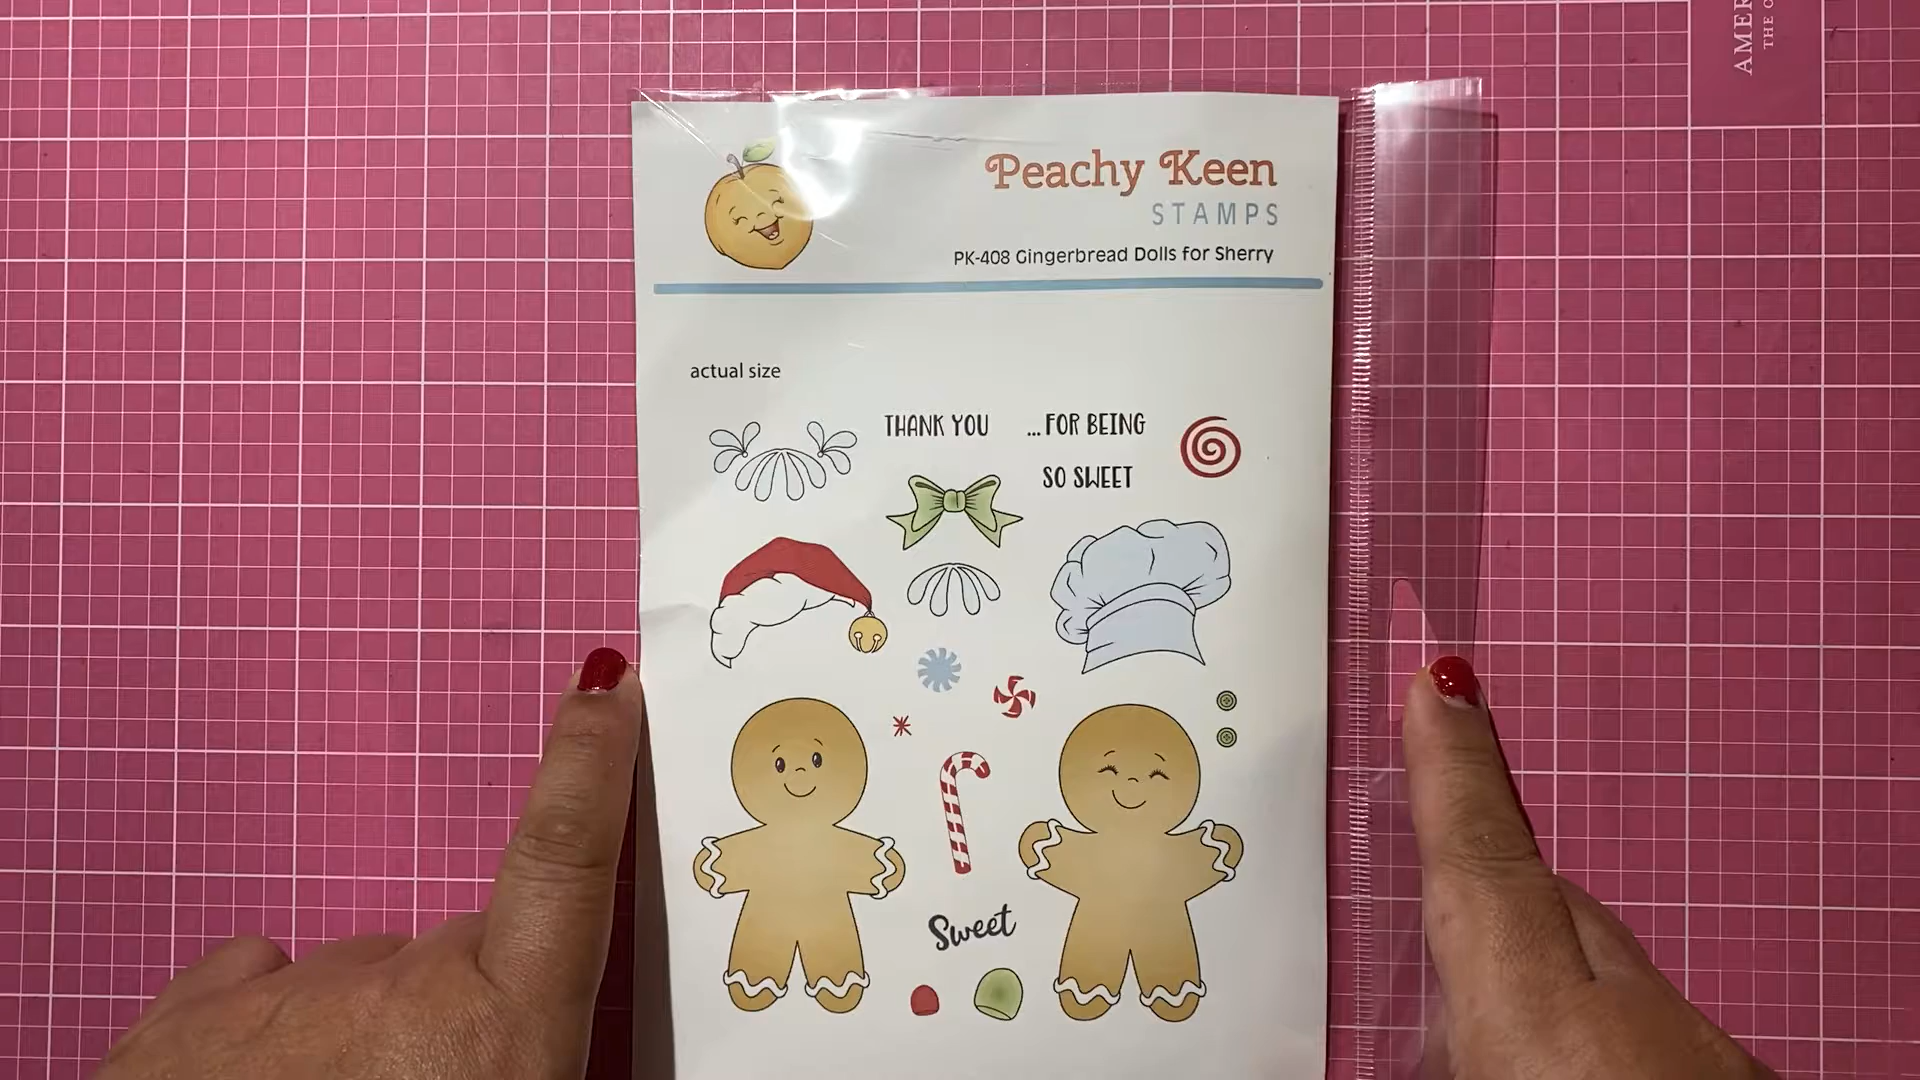 Peachy Keen
STAMPS
PK-408 Gingerbread Dolls for Sherry
actual size
THANK YOU
...FOR BEING
SO SWEET
Sweet